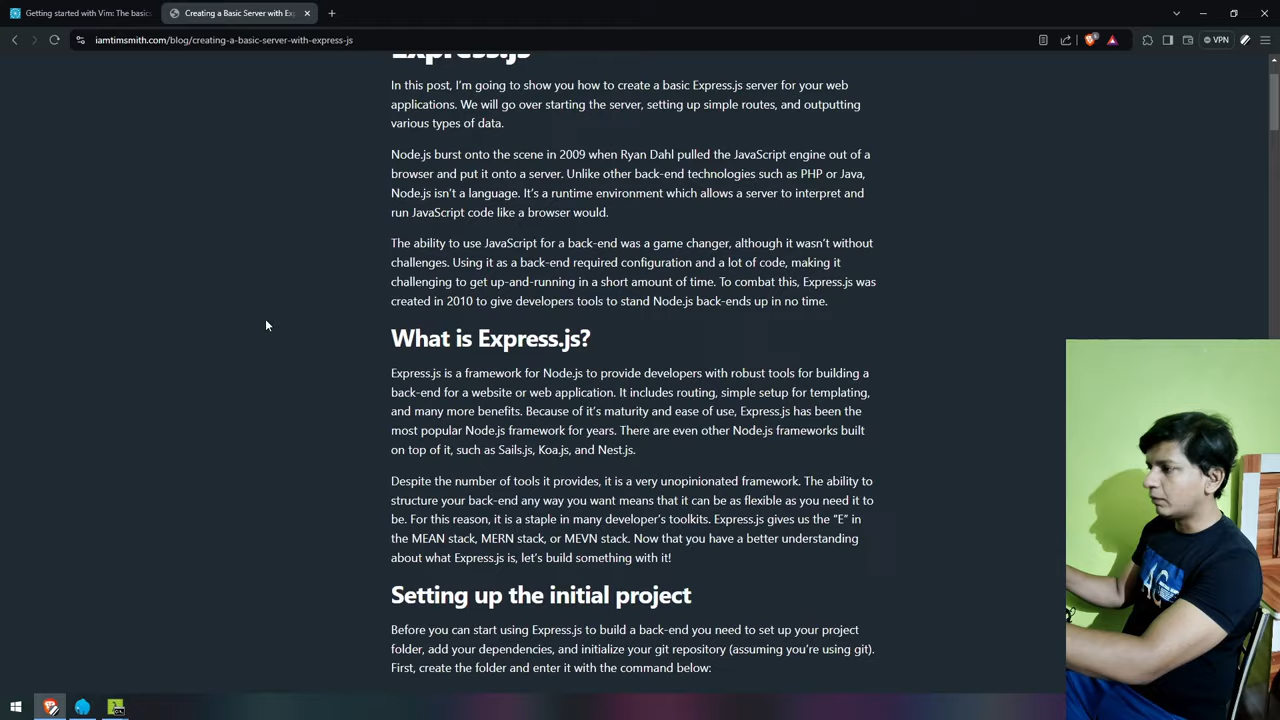 Getting started with Vim: The basics
Creating a Basic Server with Ex
iamtimsmith.com/blog/creating-a-basic-server-with-express-js
VPN
Express.js
In this post, I’m going to show you how to create a basic Express.js server for your web
applications. We will go over starting the server, setting up simple routes, and outputting
various types of data.
Node.js burst onto the scene in 2009 when Ryan Dahl pulled the JavaScript engine out of a
browser and put it onto a server. Unlike other back-end technologies such as PHP or Java,
Node.js isn’t a language. It’s a runtime environment which allows a server to interpret and
run JavaScript code like a browser would.
The ability to use JavaScript for a back-end was a game changer, although it wasn’t without
challenges. Using it as a back-end required configuration and a lot of code, making it
challenging to get up-and-running in a short amount of time. To combat this, Express.js was
created in 2010 to give developers tools to stand Node.js back-ends up in no time.
What is Express.js?
Express.js is a framework for Node.js to provide developers with robust tools for building a
back-end for a website or web application. It includes routing, simple setup for templating,
and many more benefits. Because of it’s maturity and ease of use, Express.js has been the
most popular Node.js framework for years. There are even other Node.js frameworks built
on top of it, such as Sails.js, Koa.js, and Nest.js.
Despite the number of tools it provides, it is a very unopinionated framework. The ability to
structure your back-end any way you want means that it can be as flexible as you need it to
be. For this reason, it is a staple in many developer’s toolkits. Express.js gives us the “E” in
the MEAN stack, MERN stack, or MEVN stack. Now that you have a better understanding
about what Express.js is, let’s build something with it!
Setting up the initial project
Before you can start using Express.js to build a back-end you need to set up your project
folder, add your dependencies, and initialize your git repository (assuming you’re using git).
First, create the folder and enter it with the command below: